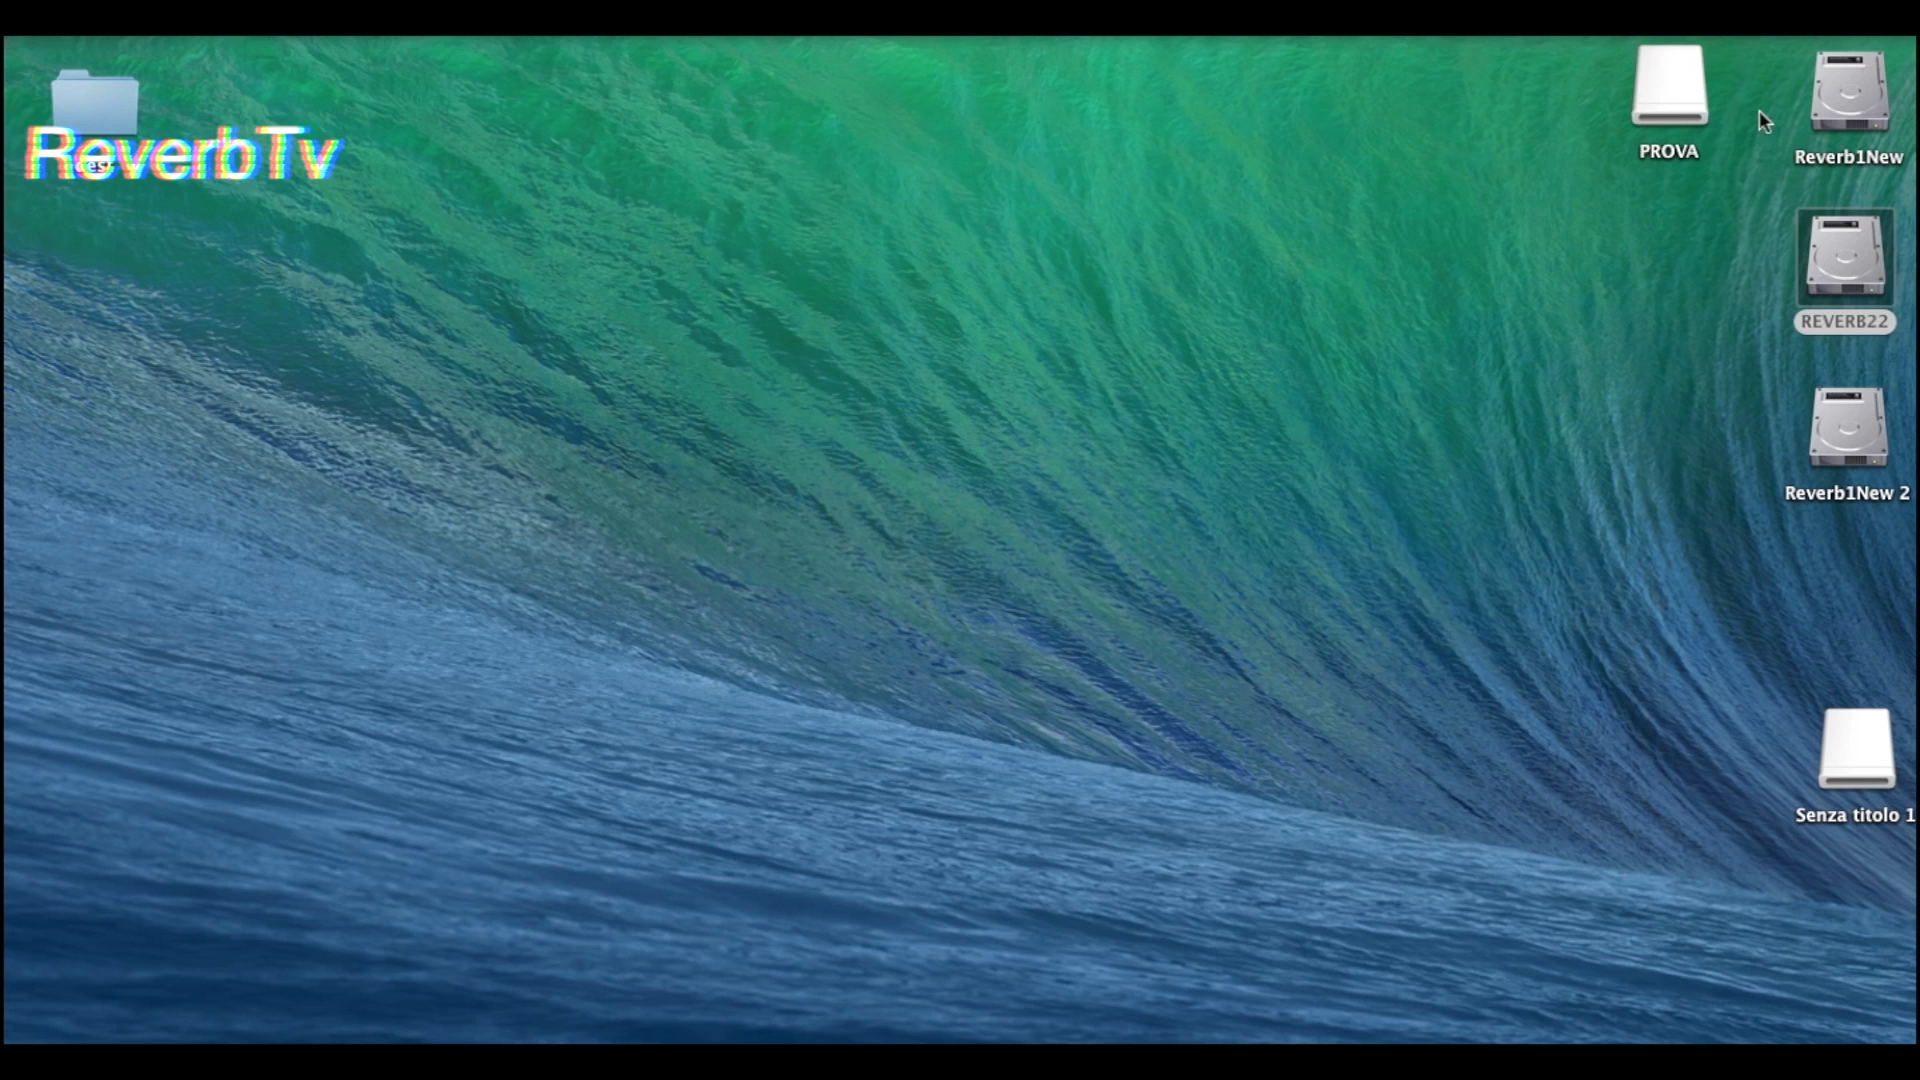 ReverbTv
PROVA
Reverb1New
REVERB22
Reverb1New 2
Senza titolo 1